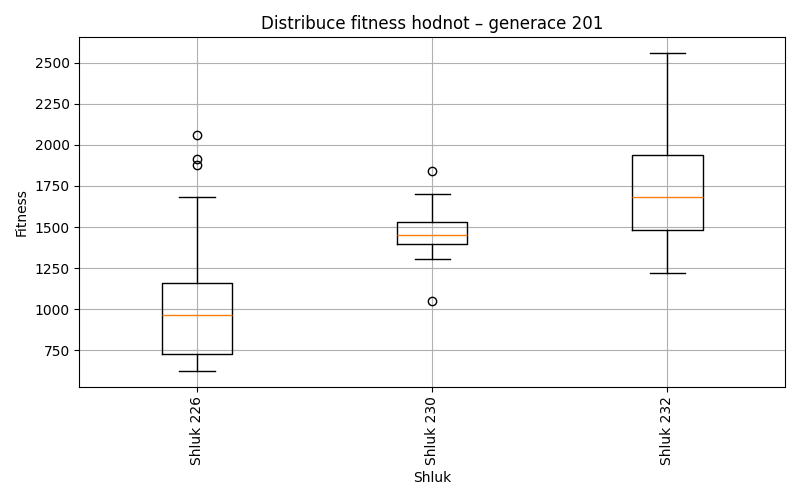 Distribuce fitness hodnot – generace 201
Fitness
2500
2250
2000
1750
1500
1250
1000
750
Shluk 226
Shluk 230
Shluk 232
Shluk